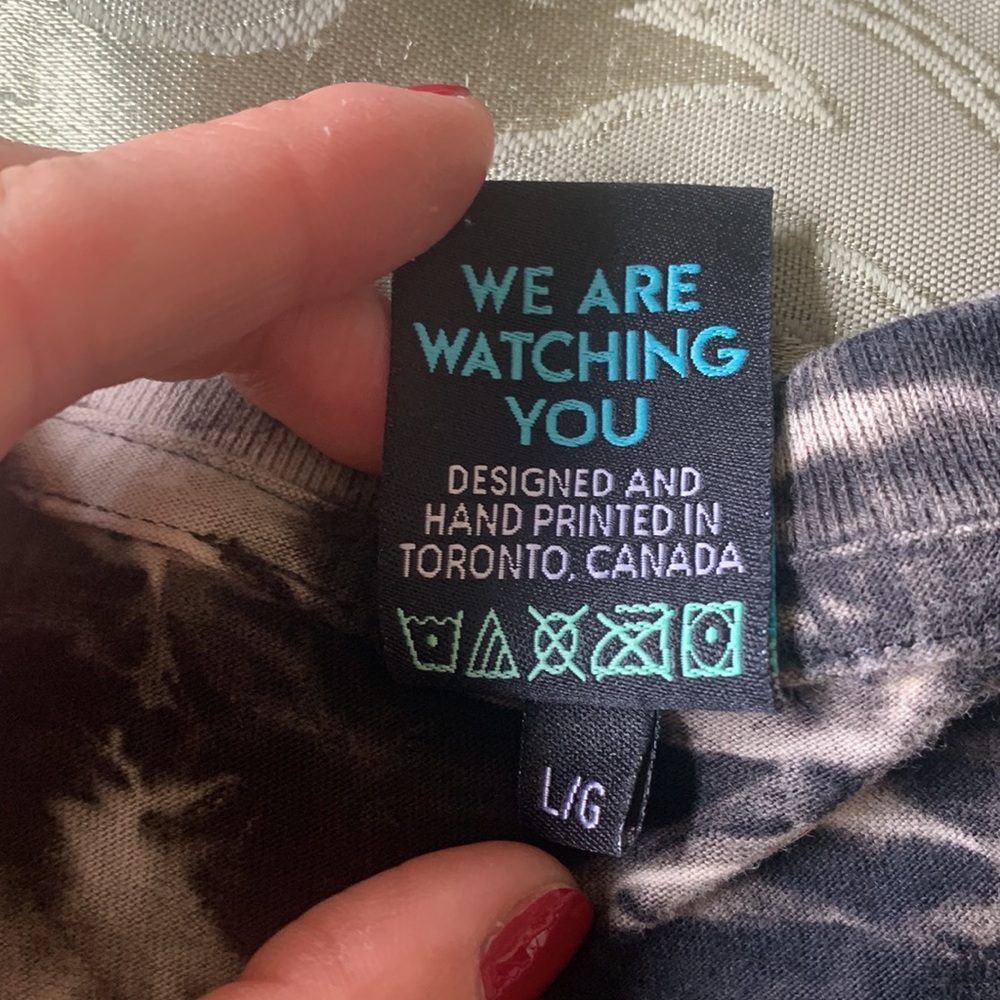 WE ARE
WATCHING
YOU
DESIGNED AND
HAND PRINTED IN
TORONTO, CANADA
L/G